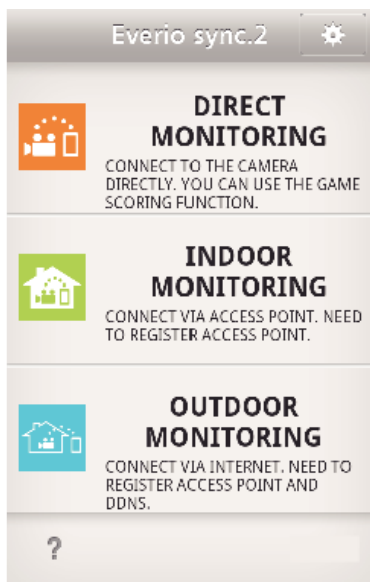 Everio sync.2
DIRECT
MONITORING
CONNECT TO THE CAMERA
DIRECTLY. YOU CAN USE THE GAME
SCORING FUNCTION.
INDOOR
MONITORING
CONNECT VIA ACCESS POINT. NEED
TO REGISTER ACCESS POINT.
OUTDOOR
MONITORING
CONNECT VIA INTERNET. NEED TO
REGISTER ACCESS POINT AND
DDNS.
?